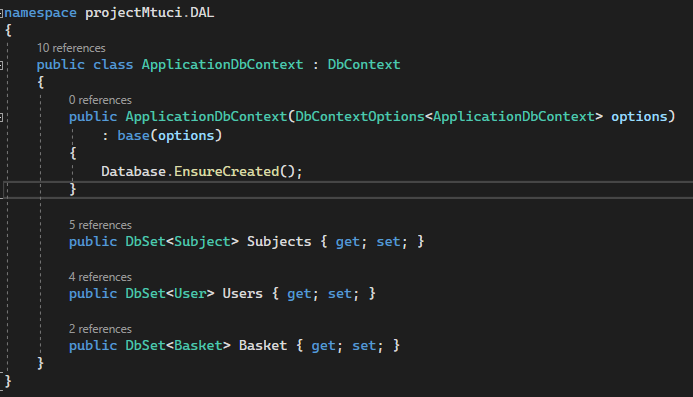 namespace projectMtuci.DAL
{
10 references
public class ApplicationDbContext : DbContext
{
0 references
public ApplicationDbContext(DbContextOptions<ApplicationDbContext> options)
: base(options)
{
Database.EnsureCreated();
}
5 references
public DbSet<Subject> Subjects { get; set; }
4 references
public DbSet<User> Users { get; set; }
2 references
public DbSet<Basket> Basket { get; set; }
}
}